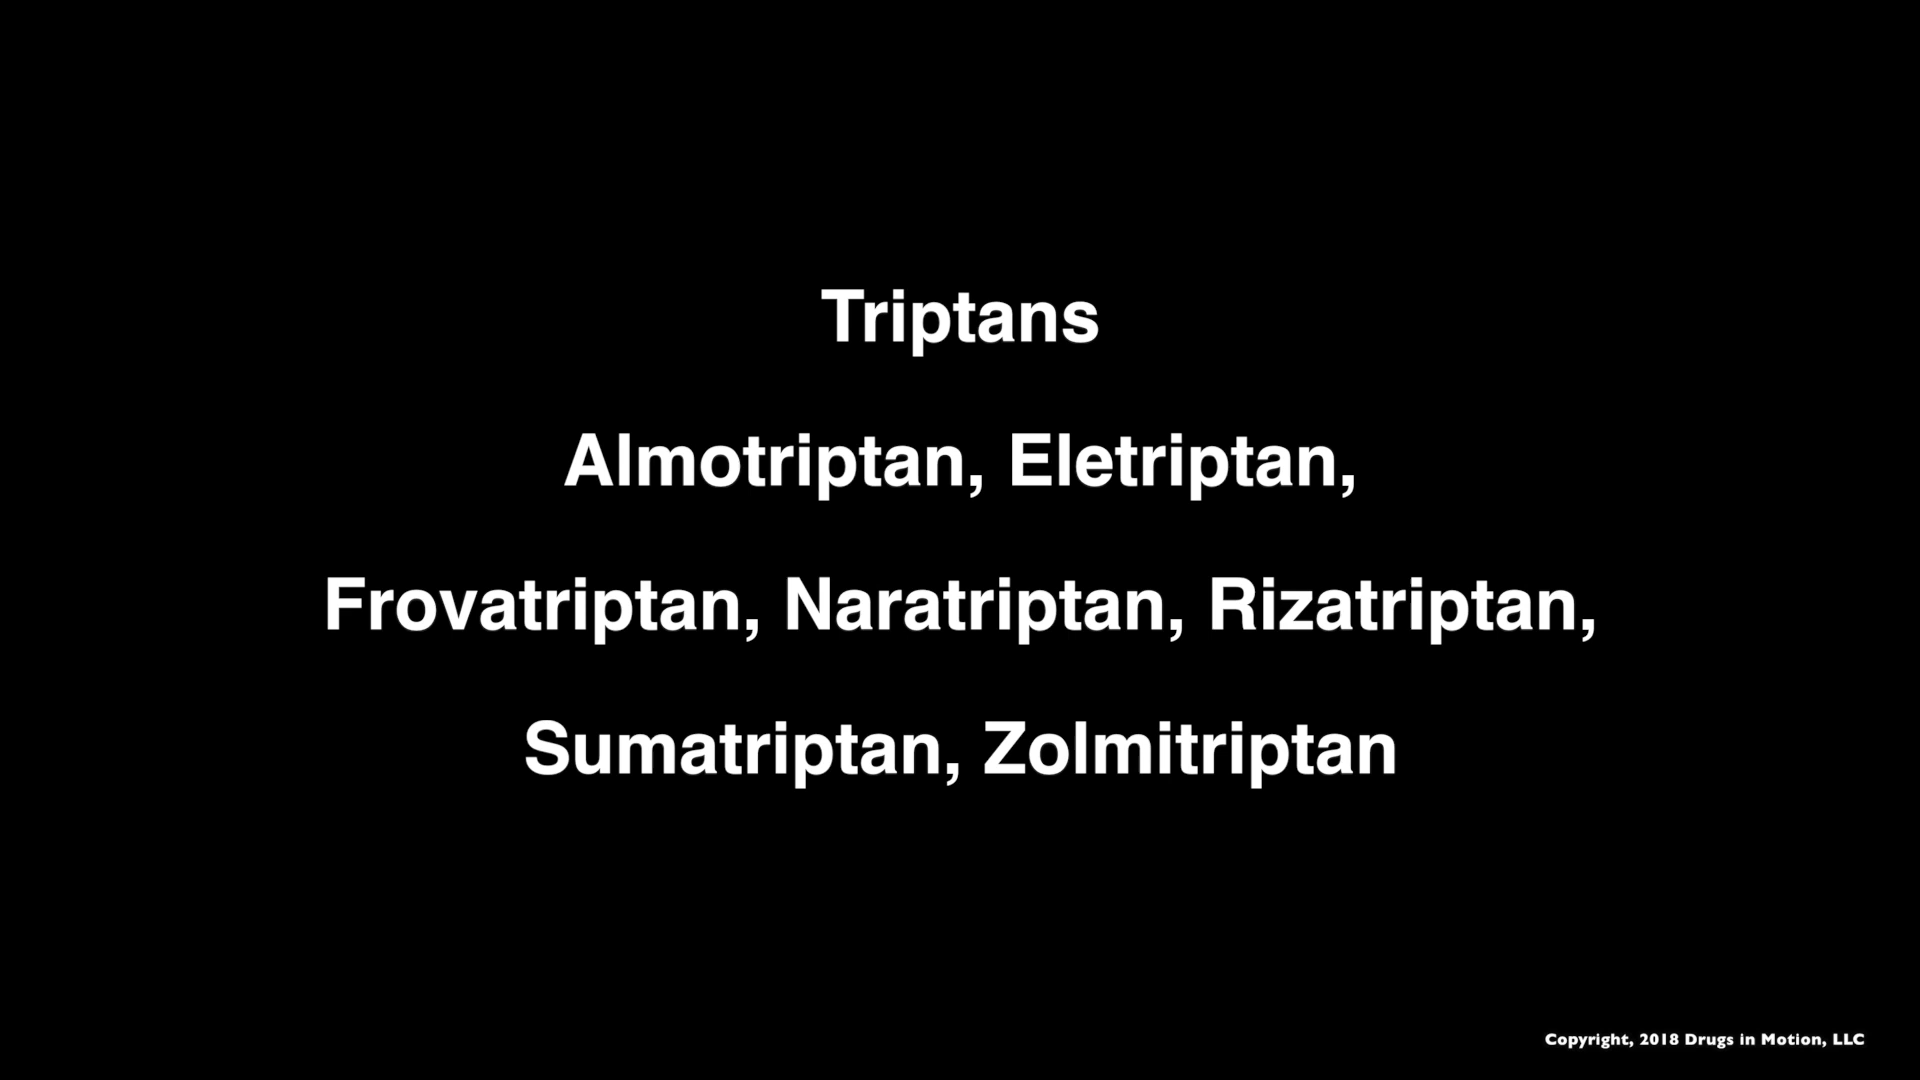 Triptans
Almotriptan, Eletriptan,
Frovatriptan, Naratriptan, Rizatriptan,
Sumatriptan, Zolmitriptan
Copyright, 2018 Drugs in Motion, LLC